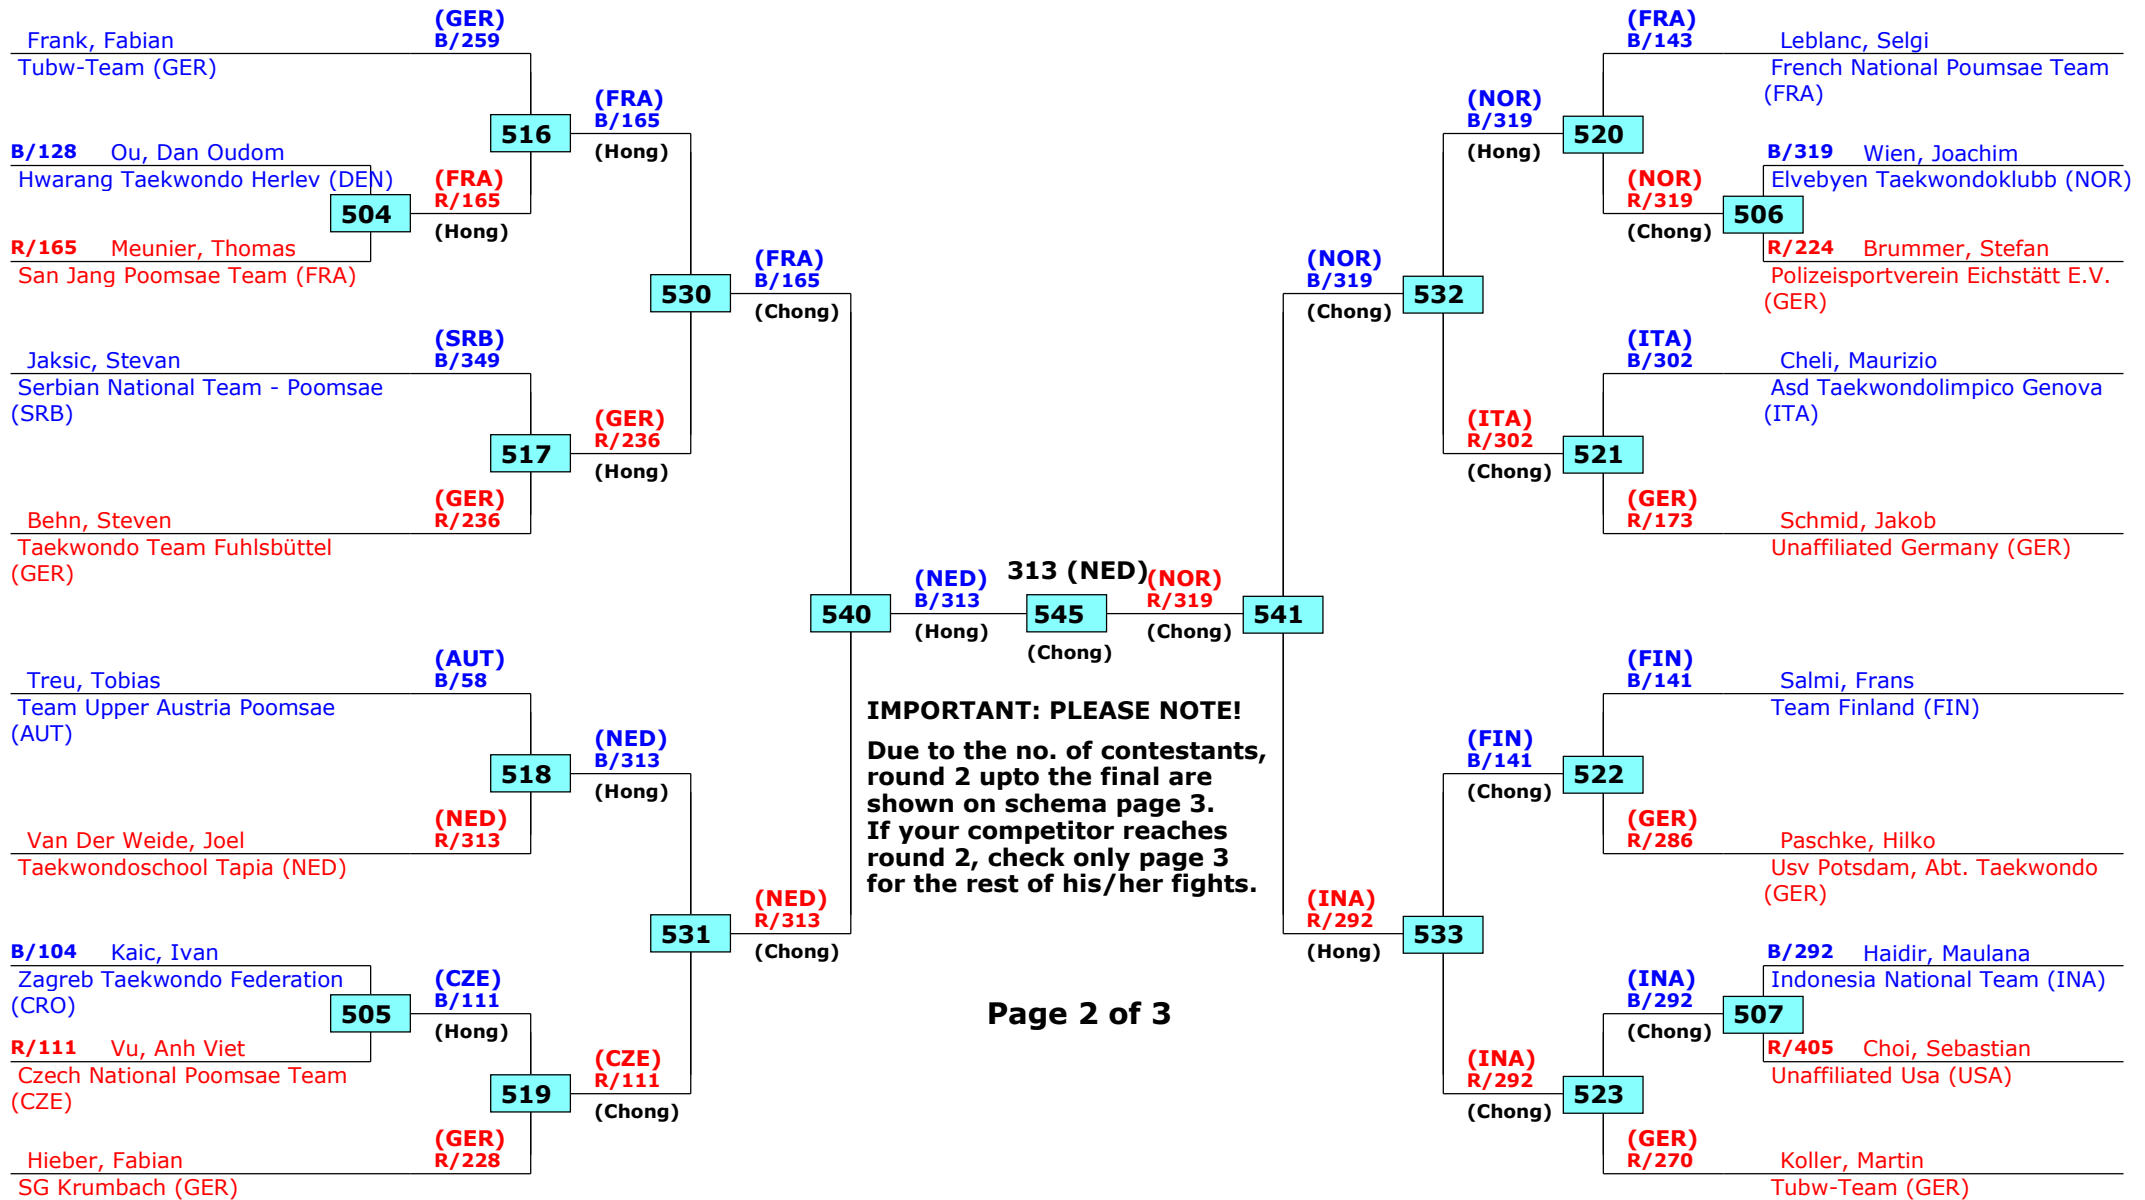 (GER)
B/259
Frank, Fabian
Tubw-Team (GER)
B/128 Ou, Dan Oudom
Hwarang Taekwondo Herlev (DEN)
504
R/165 Meunier, Thomas
San Jang Poomsae Team (FRA)
(FRA)
R/165
(Hong)
516
(FRA)
B/165
(Hong)
(SRB)
B/349
Jaksic, Stevan
Serbian National Team - Poomsae
(SRB)
517
(GER)
R/236
Behn, Steven
Taekwondo Team Fuhlsbüttel
(GER)
(GER)
R/236
(Hong)
530
(FRA)
B/165
(Chong)
(AUT)
B/58
Treu, Tobias
Team Upper Austria Poomsae
(AUT)
518
(NED)
R/313
Van Der Weide, Joel
Taekwondoschool Tapia (NED)
(NED)
B/313
(Hong)
B/104 Kaic, Ivan
Zagreb Taekwondo Federation
(CRO)
505
R/111 Vu, Anh Viet
Czech National Poomsae Team
(CZE)
(CZE)
B/111
(Hong)
519
(GER)
R/228
Hieber, Fabian
SG Krumbach (GER)
(CZE)
R/111
(Chong)
531
(NED)
R/313
(Chong)
540
(NED)
B/313
(Hong)
313 (NED)
545
(Chong)
(NOR)
R/319
(Chong)
541
IMPORTANT: PLEASE NOTE!
Due to the no. of contestants,
round 2 upto the final are
shown on schema page 3.
If your competitor reaches
round 2, check only page 3
for the rest of his/her fights.
Page 2 of 3
(NOR)
B/319
(Chong)
532
(NOR)
B/319
(Hong)
520
(FRA)
B/143
Leblanc, Selgi
French National Poumsae Team
(FRA)
(NOR)
R/319
(Chong)
506
B/319 Wien, Joachim
Elvebyen Taekwondoklubb (NOR)
R/224 Brummer, Stefan
Polizeisportverein Eichstätt E.V.
(GER)
(ITA)
R/302
(Chong)
521
(ITA)
B/302
Cheli, Maurizio
Asd Taekwondolimpico Genova
(ITA)
(GER)
R/173
Schmid, Jakob
Unaffiliated Germany (GER)
(INA)
R/292
(Hong)
533
(FIN)
B/141
(Chong)
522
(FIN)
B/141
Salmi, Frans
Team Finland (FIN)
(GER)
R/286
Paschke, Hilko
Usv Potsdam, Abt. Taekwondo
(GER)
(INA)
R/292
(Chong)
523
(INA)
B/292
(Chong)
507
B/292 Haidir, Maulana
Indonesia National Team (INA)
R/405 Choi, Sebastian
Unaffiliated Usa (USA)
(GER)
R/270
Koller, Martin
Tubw-Team (GER)